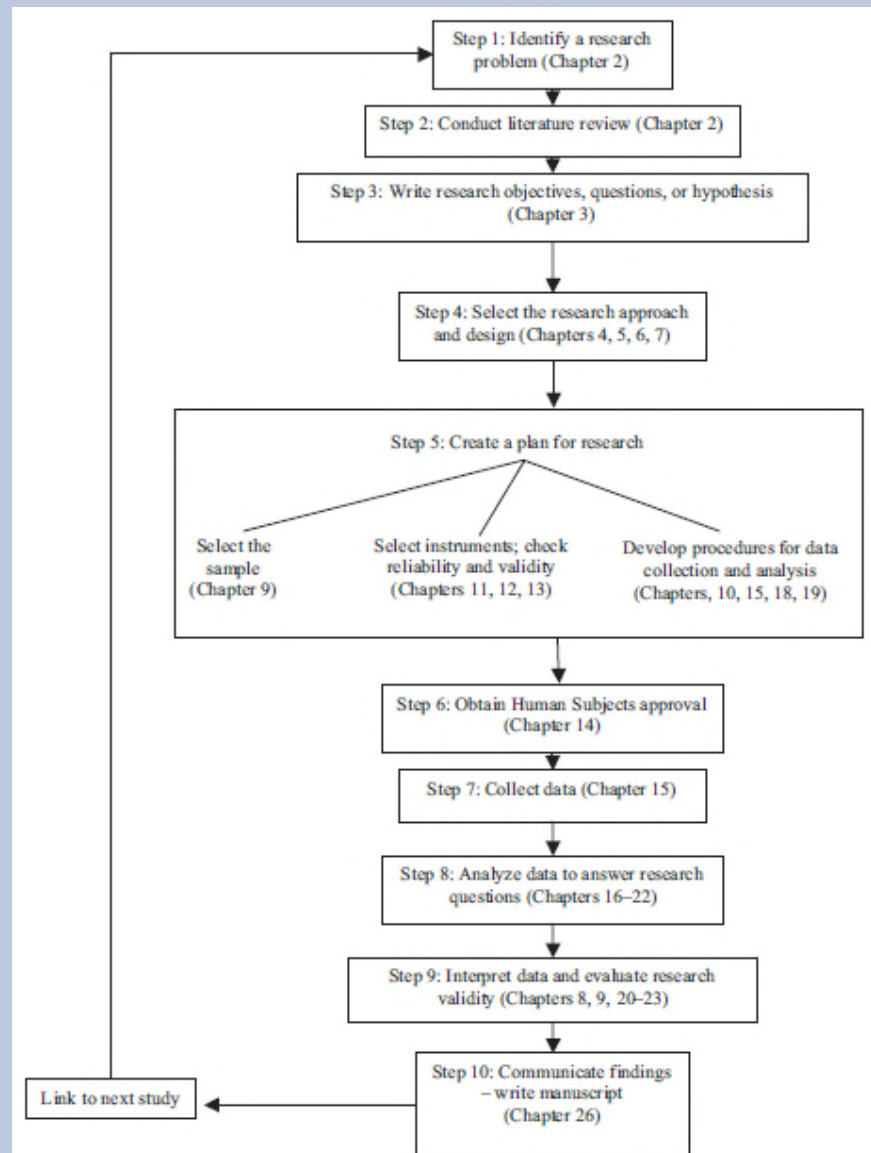 Step 1: Identify a research
problem (Chapter 2)
Step 2: Conduct literature review (Chapter 2)
Step 3: Write research objectives, questions, or hypothesis
(Chapter 3)
Step 4: Select the research approach
and design (Chapters 4, 5, 6, 7)
Step 5: Create a plan for research
Select the
sample
(Chapter 9)
Select instruments; check
reliability and validity
(Chapters 11, 12, 13)
Develop procedures for data
collection and analysis
(Chapters, 10, 15, 18, 19)
Step 6: Obtain Human Subjects approval
(Chapter 14)
Step 7: Collect data (Chapter 15)
Step 8: Analyze data to answer research
questions (Chapters 16–22)
Step 9: Interpret data and evaluate research
validity (Chapters 8, 9, 20–23)
Step 10: Communicate findings
– write manuscript
(Chapter 26)
Link to next study